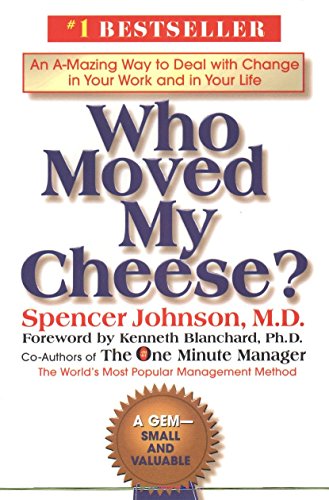 #1 BESTSELLER
An A-Mazing Way to Deal with Change
in Your Work and in Your Life
Who
Moved
My
Cheese?
Spencer Johnson, M.D.
Foreword by Kenneth Blanchard, Ph.D.
Co-Authors of The One Minute Manager
The World's Most Popular Management Method
A GEM—
SMALL
AND
VALUABLE